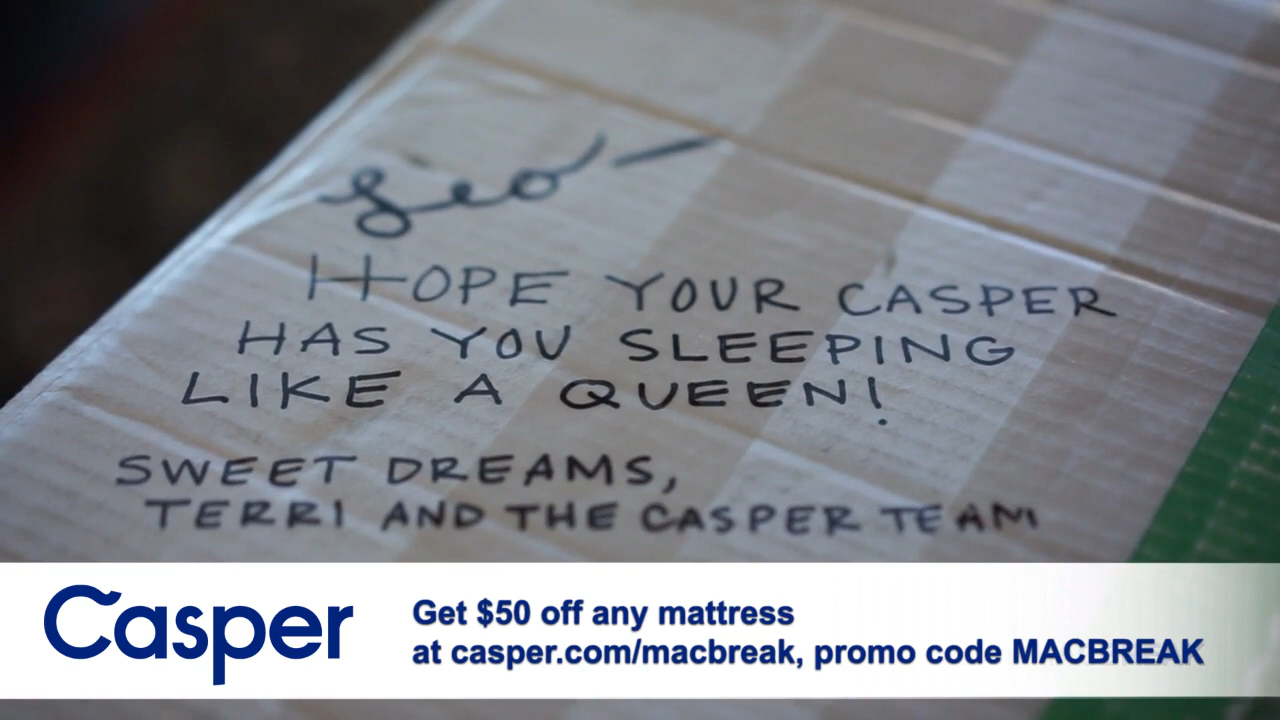 Leo —
HOPE YOUR CASPER
HAS YOU SLEEPING
LIKE A QUEEN!
SWEET DREAMS,
TERRI AND THE CASPER TEAM
Casper
Get $50 off any mattress
at casper.com/macbreak, promo code MACBREAK